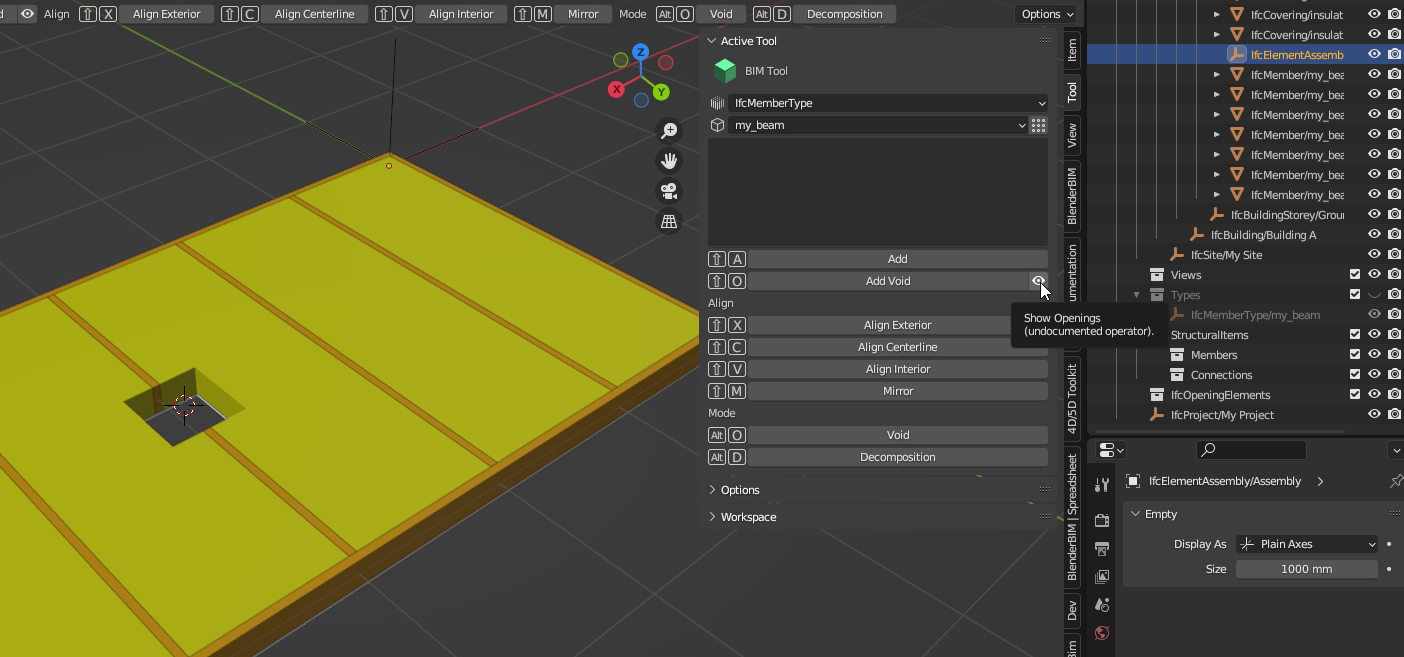 d Align ⇧ X Align Exterior ⇧ C Align Centerline ⇧ V Align Interior ⇧ M Mirror Mode Alt O Void Alt D Decomposition Options
Z
X
Y
Active Tool
BIM Tool
IfcMemberType
my_beam
⇧ A Add
⇧ O Add Void
Align
⇧ X Align Exterior
⇧ C Align Centerline
⇧ V Align Interior
⇧ M Mirror
Mode
Alt O Void
Alt D Decomposition
Options
Workspace
Show Openings
(undocumented operator).
Item
Tool
View
BlenderBIM
umentation
4D/5D Toolkit
BlenderBIM | Spreadsheet
Dev
Bim
IfcCovering/insulat
IfcCovering/insulat
IfcElementAssemb
IfcMember/my_bea
IfcMember/my_bea
IfcMember/my_bea
IfcMember/my_bea
IfcMember/my_bea
IfcMember/my_bea
IfcMember/my_bea
IfcBuildingStorey/Grou
IfcBuilding/Building A
IfcSite/My Site
Views
Types
IfcMemberType/my_beam
StructuralItems
Members
Connections
IfcOpeningElements
IfcProject/My Project
IfcElementAssembly/Assembly
Empty
Display As Plain Axes
Size 1000 mm